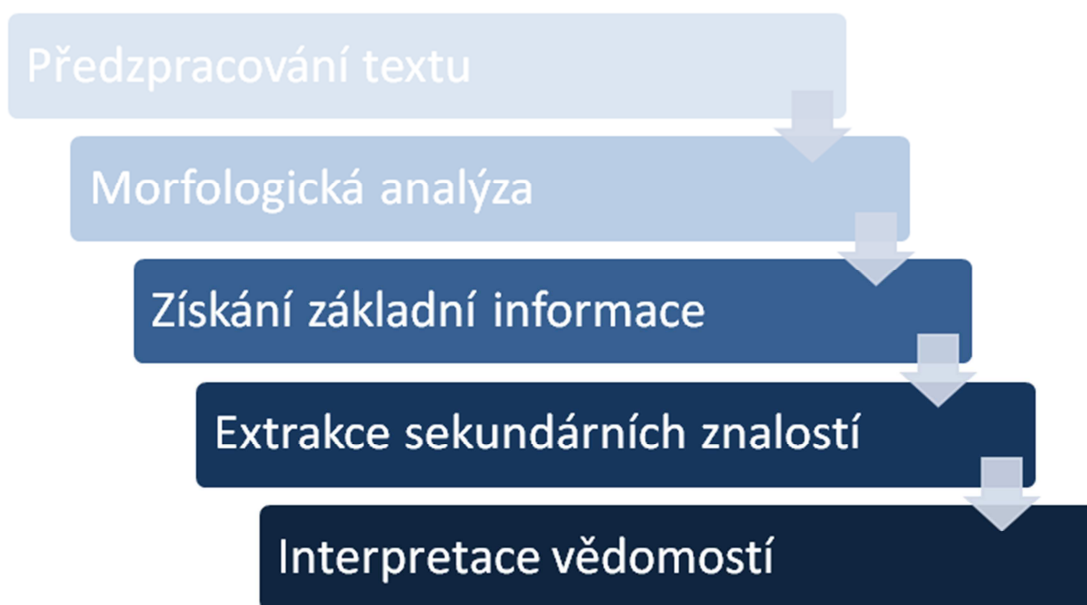 Předzpracování textu
Morfologická analýza
Získání základní informace
Extrakce sekundárních znalostí
Interpretace vědomostí